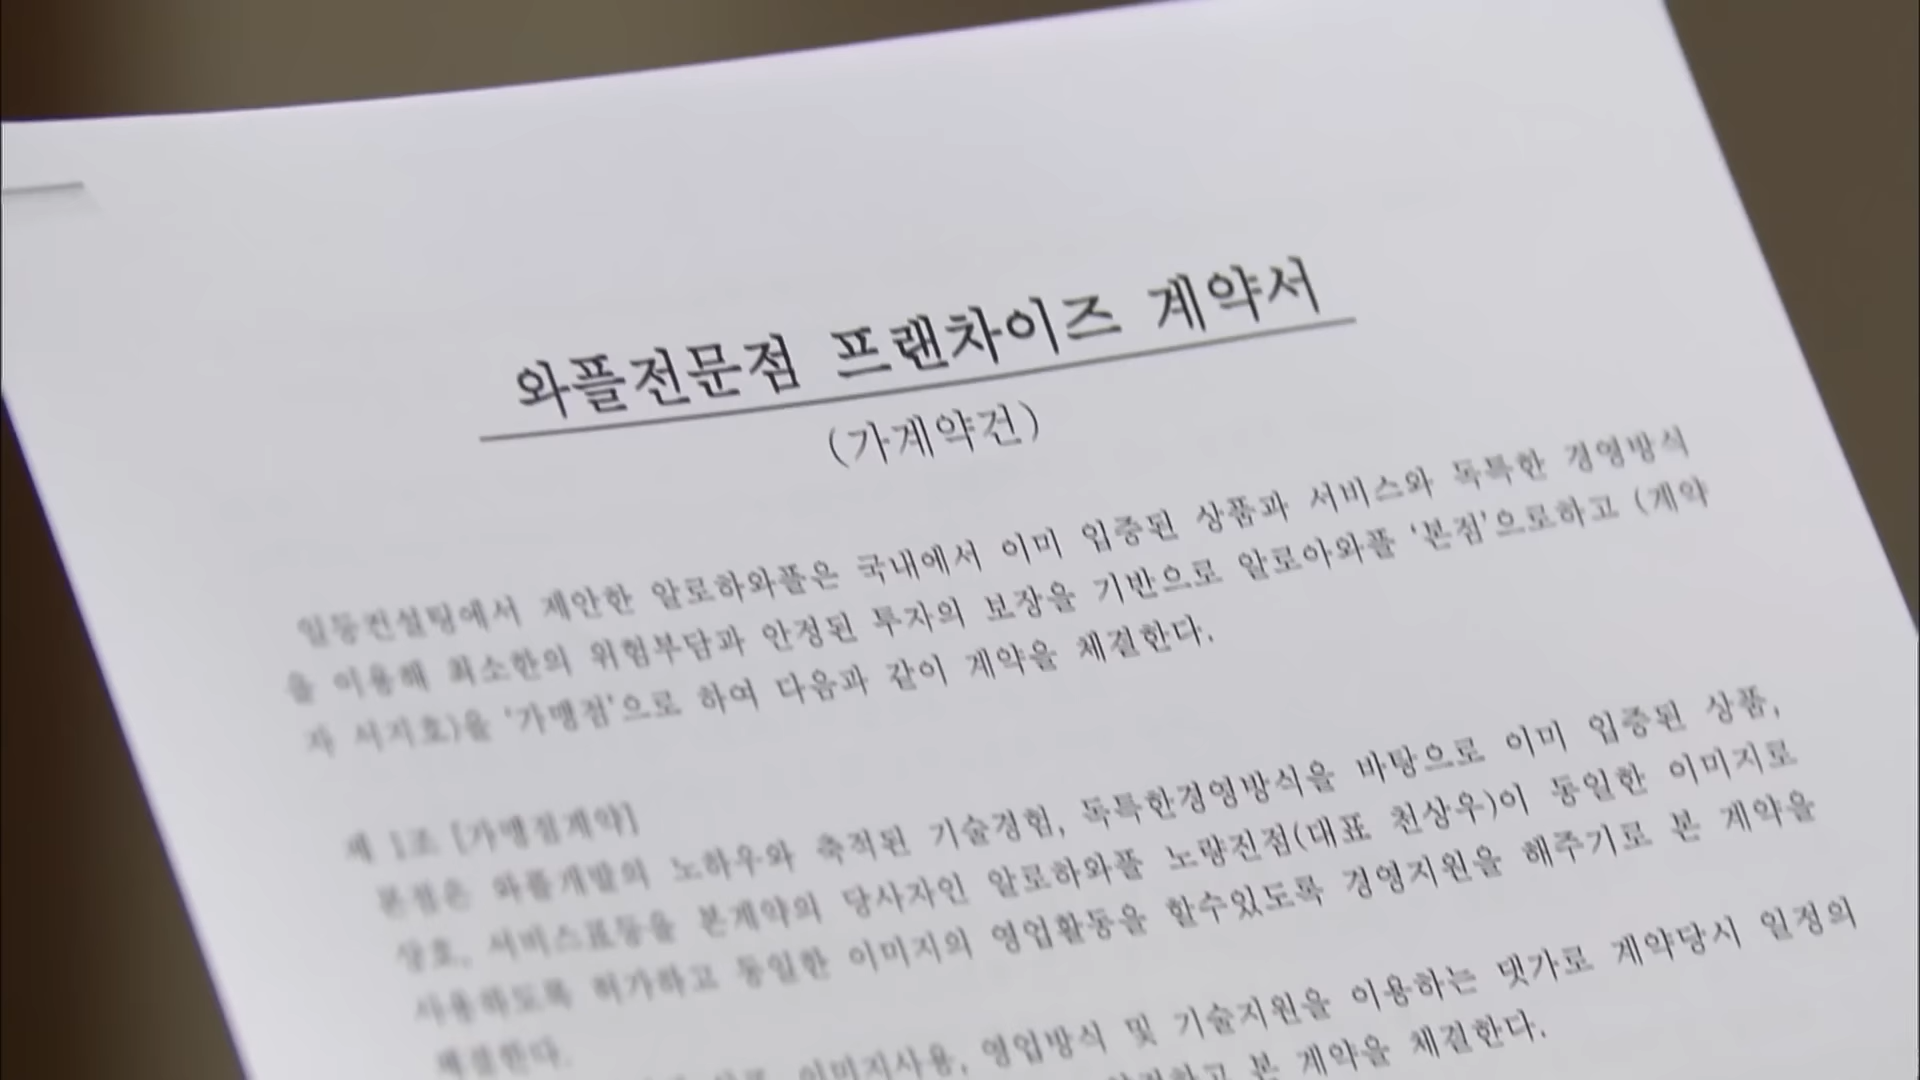 와플전문점 프랜차이즈 계약서
(가계약건)
일등컨설팅에서 제안한 알로하와플은 국내에서 이미 입증된 상품과 서비스와 독특한 경영방식
을 이용해 최소한의 위험부담과 안정된 투자의 보장을 기반으로 알로아와플 '본점'으로하고 (계약
자 서지호)을 '가맹점'으로 하여 다음과 같이 계약을 체결한다.
제 1조 [가맹점계약]
본점은 와플개발의 노하우와 축적된 기술경험, 독특한경영방식을 바탕으로 이미 입증된 상품,
상호, 서비스표등을 본계약의 당사자인 알로하와플 노량진점(대표 천상우)이 동일한 이미지로
사용하도록 허가하고 동일한 이미지의 영업활동을 할수있도록 경영지원을 해주기로 본 계약을
체결한다.
이미지사용, 영업방식 및 기술지원을 이용하는 댓가로 계약당시 일정의
본 계약을 체결한다.